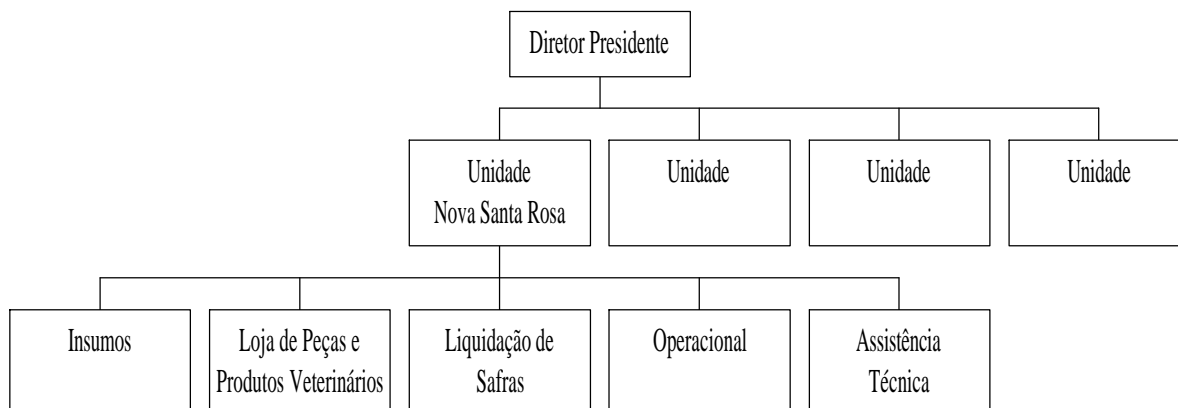 Diretor Presidente
Unidade
Nova Santa Rosa
Unidade
Unidade
Unidade
Insumos
Loja de Peças e
Produtos Veterinários
Liquidação de
Safras
Operacional
Assistência
Técnica